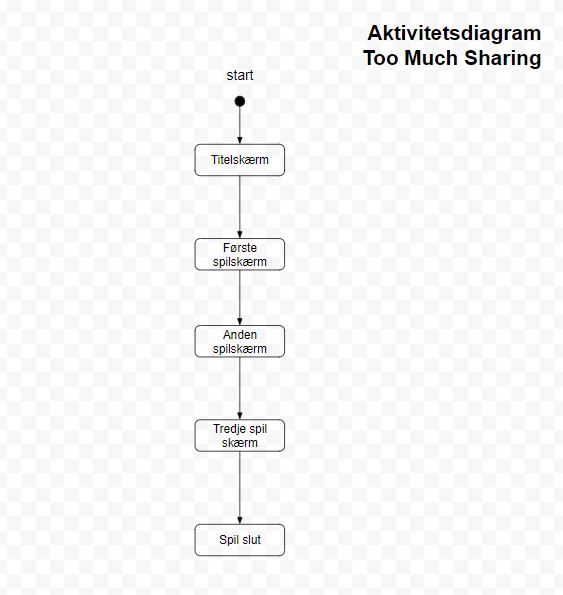 Aktivitetsdiagram
Too Much Sharing
start
Titelskærm
Første
spilskærm
Anden
spilskærm
Tredje spil
skærm
Spil slut